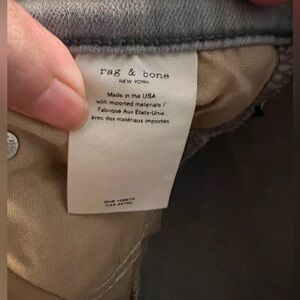 rag & bone
NEW YORK
Made in the USA
with imported materials /
Fabriqué Aux Etats-Unis
avec des matériaux importés